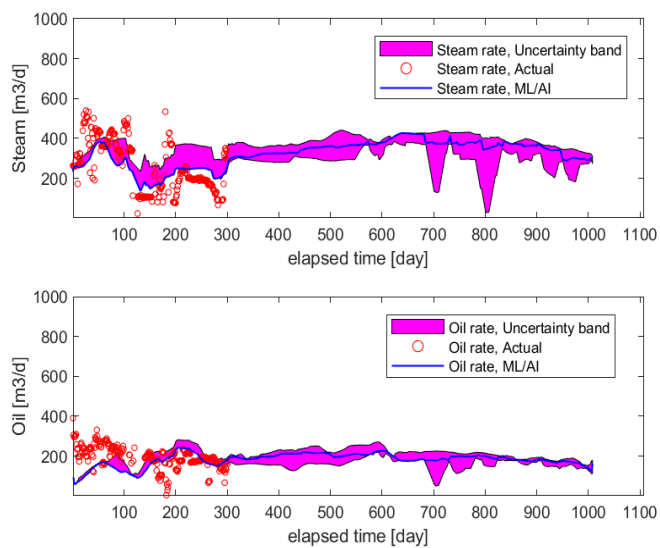 1000
800
600
400
200
Steam [m3/d]
Steam rate, Uncertainty band
Steam rate, Actual
Steam rate, ML/AI
100 200 300 400 500 600 700 800 900 1000 1100
elapsed time [day]
1000
800
600
400
200
Oil [m3/d]
Oil rate, Uncertainty band
Oil rate, Actual
Oil rate, ML/AI
100 200 300 400 500 600 700 800 900 1000 1100
elapsed time [day]